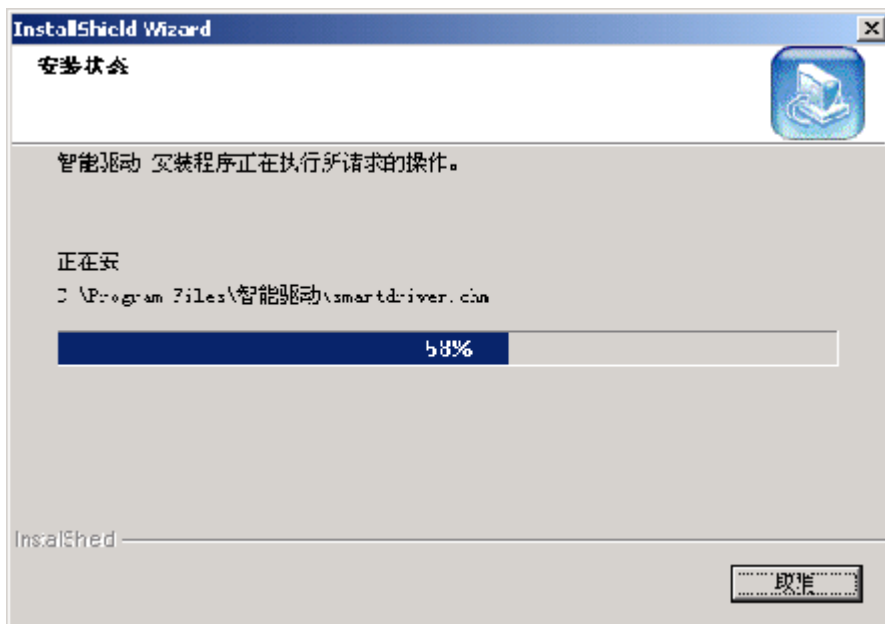 InstallShield Wizard
安装状态
智能驱动 安装程序正在执行所请求的操作。
正在安
C:\Program Files\智能驱动\smartdriver.chm
58%
InstallShield
取消